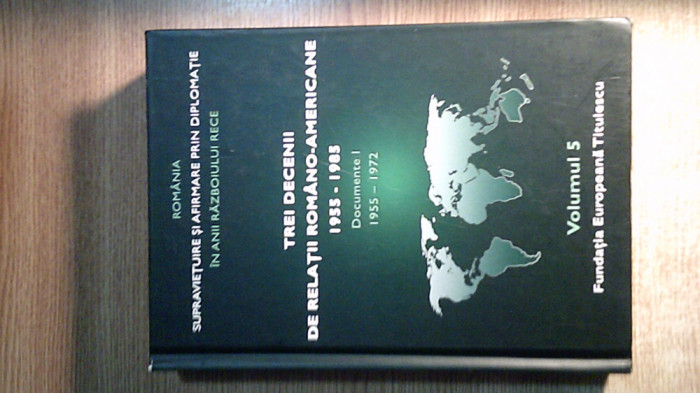 ROMÂNIA
SUPRAVIEȚUIRE ȘI AFIRMARE PRIN DIPLOMAȚIE
ÎN ANII RĂZBOIULUI RECE
TREI DECENII
DE RELAȚII ROMÂNO-AMERICANE
1955 - 1985
Documente I
1955 – 1972
Volumul 5
Fundația Europeană Titulescu